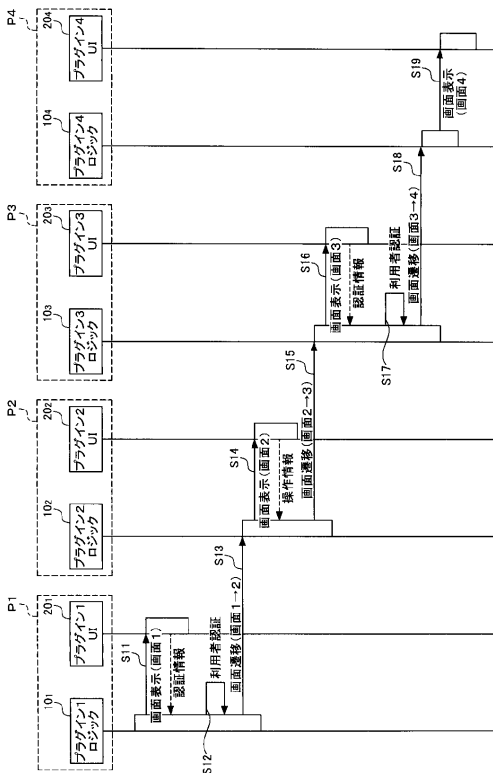 P1
10₁
プラグイン1
ロジック
20₁
プラグイン1
UI
P2
10₂
プラグイン2
ロジック
20₂
プラグイン2
UI
P3
10₃
プラグイン3
ロジック
20₃
プラグイン3
UI
P4
10₄
プラグイン4
ロジック
20₄
プラグイン4
UI
S11
画面表示(画面1)
認証情報
S12
利用者認証
画面遷移(画面1→2)
S13
S14
画面表示(画面2)
操作情報
画面遷移(画面2→3)
S15
S16
画面表示(画面3)
認証情報
S17
利用者認証
画面遷移(画面3→4)
S18
S19
画面表示
(画面4)